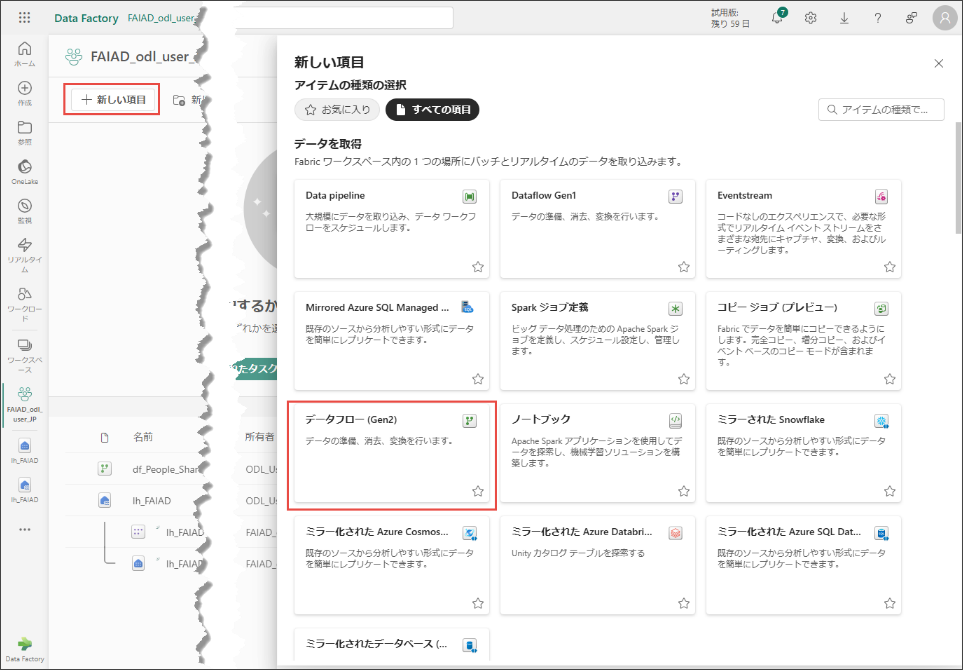 Data Factory FAIAD_odl_user
試用版:
残り 59 日
7
ホーム
作成
参照
OneLake
監視
リアルタイ
ム
ワークロー
ド
ワークスペ
ース
FAIAD_odl_
user_JP
lh_FAIAD
lh_FAIAD
Data Factory
FAIAD_odl_user_
新しい項目
新し
するか
れかを選
たタスク
名前
所有者
df_People_Shar
ODL_Us
lh_FAIAD
ODL_Us
lh_FAIAD
FAIAD_
lh_FAIAD
FAIAD_
新しい項目
アイテムの種類の選択
お気に入り
すべての項目
アイテムの種類で...
データを取得
Fabric ワークスペース内の 1 つの場所にバッチとリアルタイムのデータを取り込みます。
Data pipeline
大規模にデータを取り込み、データ ワークフ
ローをスケジュールします。
Dataflow Gen1
データの準備、消去、変換を行います。
Eventstream
コードなしのエクスペリエンスで、必要な形
式でリアルタイム イベント ストリームをさ
まざまな宛先にキャプチャ、変換、およびル
ーティングします。
Mirrored Azure SQL Managed ...
既存のソースから分析しやすい形式にデータ
を簡単にレプリケートできます。
Spark ジョブ定義
ビッグ データ処理のための Apache Spark ジ
ョブを定義し、スケジュール設定し、管理し
ます。
コピー ジョブ (プレビュー)
Fabric でデータを簡単にコピーできるように
します。完全コピー、増分コピー、およびイ
ベント ベースのコピー モードが含まれま
す。
データフロー (Gen2)
データの準備、消去、変換を行います。
ノートブック
Apache Spark アプリケーションを使用してデ
ータを探索し、機械学習ソリューションを構
築します。
ミラーされた Snowflake
既存のソースから分析しやすい形式にデータ
を簡単にレプリケートできます。
ミラー化された Azure Cosmos...
既存のソースから分析しやすい形式にデータ
を簡単にレプリケートできます。
ミラー化された Azure Databri...
Unity カタログ テーブルを探索する
ミラー化された Azure SQL Dat...
既存のソースから分析しやすい形式にデータ
を簡単にレプリケートできます。
ミラー化されたデータベース (...